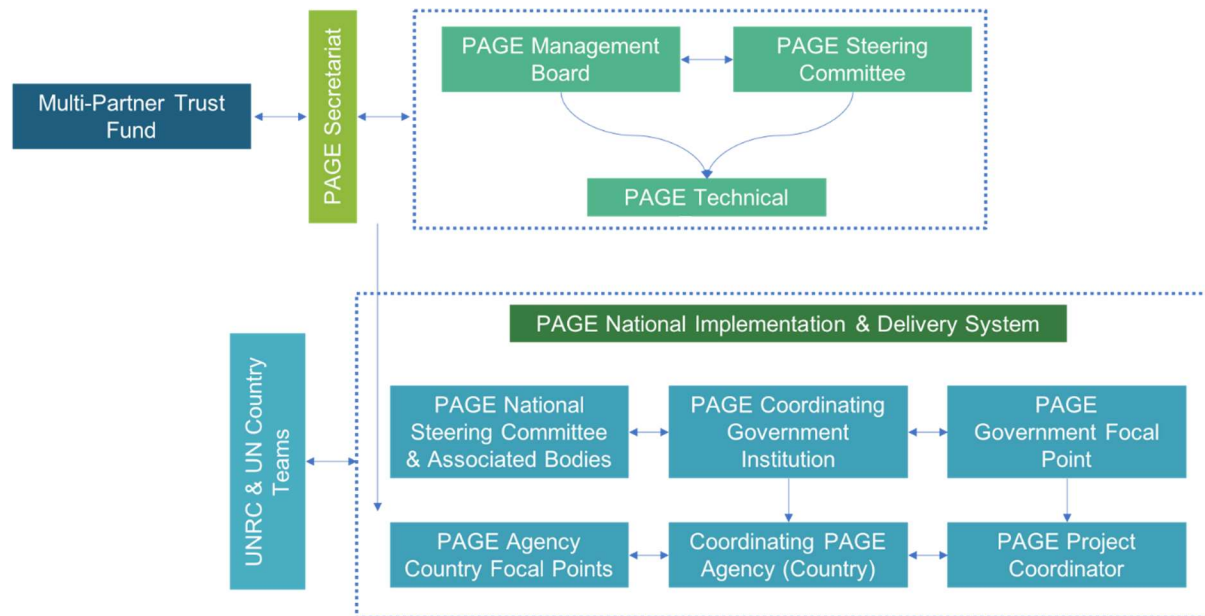 Multi-Partner Trust
Fund
PAGE Secretariat
PAGE Management
Board
PAGE Steering
Committee
PAGE Technical
UNRC & UN Country
Teams
PAGE National Implementation & Delivery System
PAGE National
Steering Committee
& Associated Bodies
PAGE Coordinating
Government
Institution
PAGE
Government Focal
Point
PAGE Agency
Country Focal Points
Coordinating PAGE
Agency (Country)
PAGE Project
Coordinator